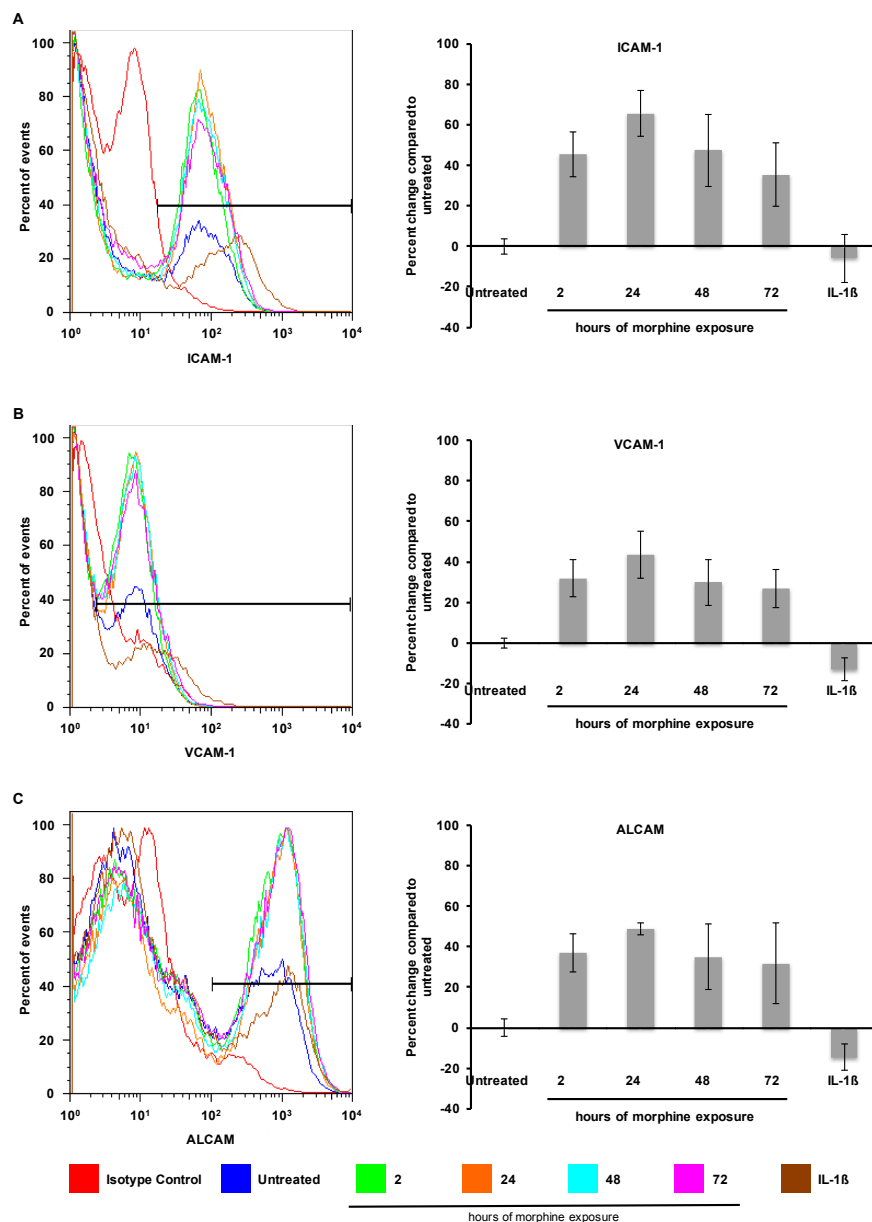 A
Percent of events
100
80
60
40
20
0
10⁰ 10¹ 10² 10³ 10⁴
ICAM-1
ICAM-1
Percent change compared to
untreated
100
80
60
40
20
0
-20
-40
Untreated 2 24 48 72 IL-1ß
hours of morphine exposure
B
Percent of events
100
80
60
40
20
0
10⁰ 10¹ 10² 10³ 10⁴
VCAM-1
VCAM-1
Percent change compared to
untreated
100
80
60
40
20
0
-20
-40
Untreated 2 24 48 72 IL-1ß
hours of morphine exposure
C
Percent of events
100
80
60
40
20
0
10⁰ 10¹ 10² 10³ 10⁴
ALCAM
ALCAM
Percent change compared to
untreated
100
80
60
40
20
0
-20
-40
Untreated 2 24 48 72 IL-1ß
hours of morphine exposure
Isotype Control Untreated 2 24 48 72 IL-1ß
hours of morphine exposure